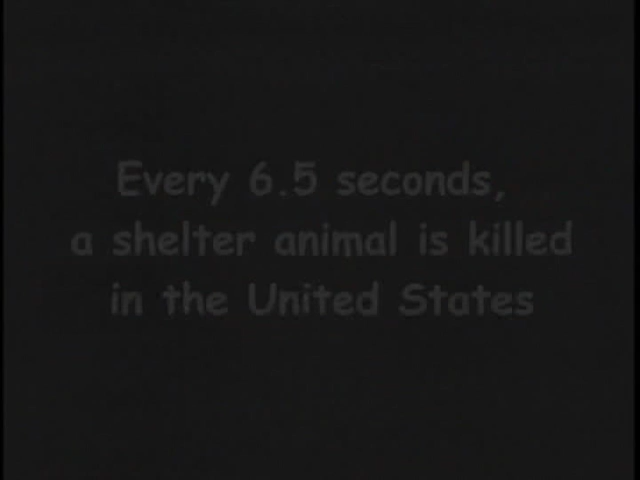 Every 6.5 seconds,
a shelter animal is killed
in the United States